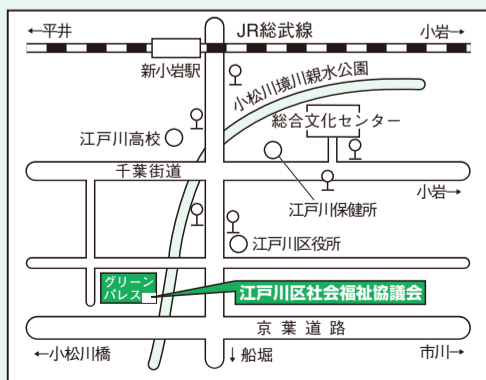 ←平井
JR総武線
小岩→
新小岩駅
小松川境川親水公園
総合文化センター
江戸川高校
千葉街道
小岩→
江戸川保健所
江戸川区役所
グリーン
パレス
江戸川区社会福祉協議会
京葉道路
←小松川橋
↓船堀
市川→